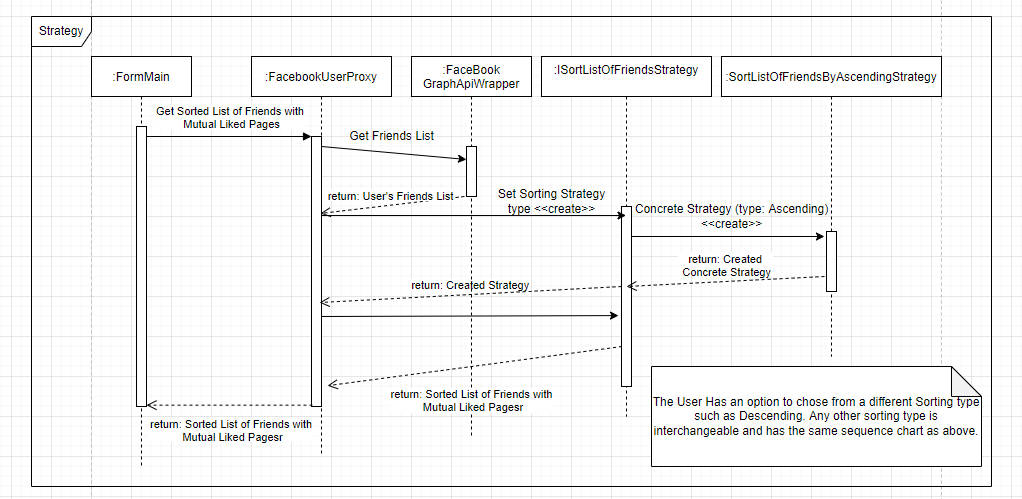 Strategy
:FormMain
:FacebookUserProxy
:FaceBook
GraphApiWrapper
:ISortListOfFriendsStrategy
:SortListOfFriendsByAscendingStrategy
Get Sorted List of Friends with
Mutual Liked Pages
Get Friends List
return: User's Friends List
Set Sorting Strategy
type <<create>>
Concrete Strategy (type: Ascending)
<<create>>
return: Created
Concrete Strategy
return: Created Strategy
return: Sorted List of Friends with
Mutual Liked Pagesr
return: Sorted List of Friends with
Mutual Liked Pagesr
The User Has an option to chose from a different Sorting type
such as Descending. Any other sorting type is
interchangeable and has the same sequence chart as above.